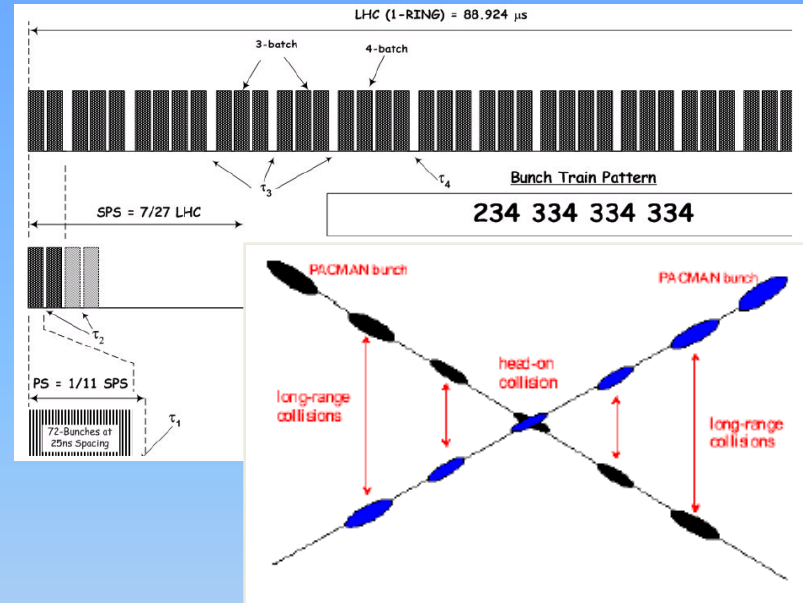 LHC (1-RING) = 88.924 μs
3-batch
4-batch
τ3
τ4
Bunch Train Pattern
234 334 334 334
SPS = 7/27 LHC
τ2
PS = 1/11 SPS
τ1
72-Bunches at
25ns Spacing
PACMAN bunch
PACMAN bunch
head-on
collision
long-range
collisions
long-range
collisions